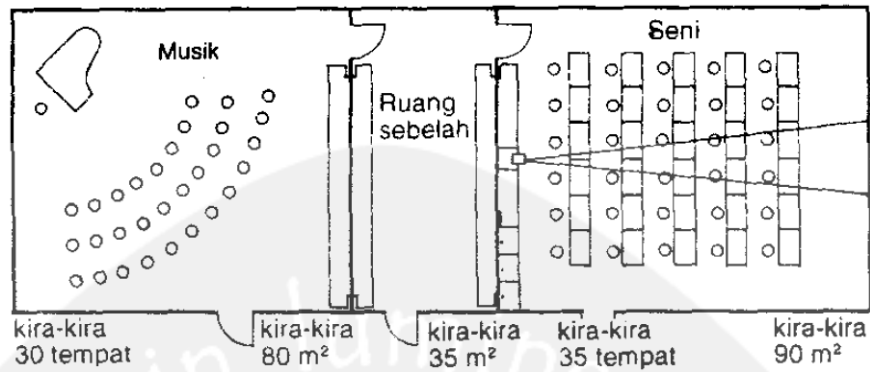 Musik
Ruang
sebelah
Seni
kira-kira
30 tempat
kira-kira
80 m²
kira-kira
35 m²
kira-kira
35 tempat
kira-kira
90 m²